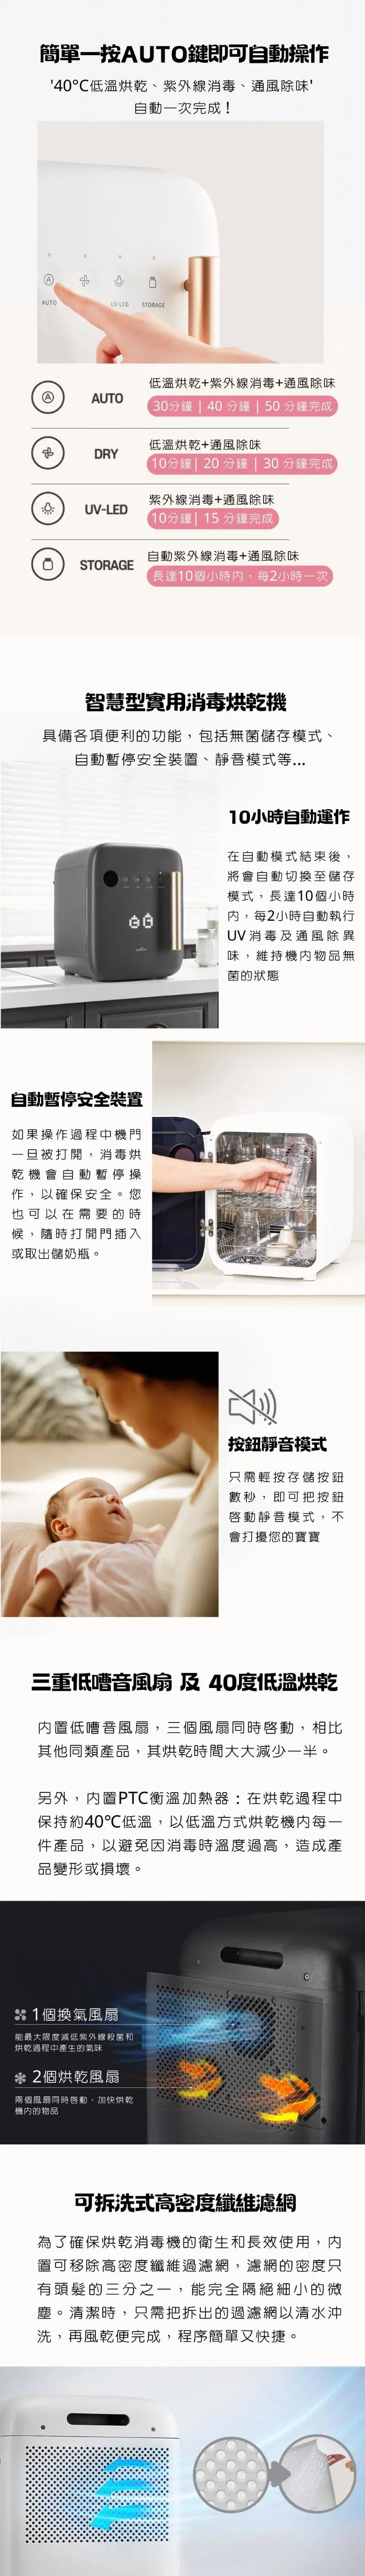 簡單一按AUTO鍵即可自動操作
'40°C低溫烘乾、紫外線消毒、通風除味'
自動一次完成！
AUTO
UV LED
STORAGE
AUTO
低溫烘乾+紫外線消毒+通風除味
30分鐘 | 40 分鐘 | 50 分鐘完成
DRY
低溫烘乾+通風除味
10分鐘| 20 分鐘 | 30 分鐘完成
UV-LED
紫外線消毒+通風除味
10分鐘| 15 分鐘完成
STORAGE
自動紫外線消毒+通風除味
長達10個小時內，每2小時一次
智慧型實用消毒烘乾機
具備各項便利的功能，包括無菌儲存模式、
自動暫停安全裝置、靜音模式等...
10小時自動運作
在自動模式結束後，
將會自動切換至儲存
模式，長達10個小時
內，每2小時自動執行
UV消毒及通風除異
味，維持機內物品無
菌的狀態
自動暫停安全裝置
如果操作過程中機門
一旦被打開，消毒烘
乾機會自動暫停操
作，以確保安全。您
也可以在需要的時
候，隨時打開門插入
或取出儲奶瓶。
按鈕靜音模式
只需輕按存儲按鈕
數秒，即可把按鈕
啓動靜音模式，不
會打擾您的寶寶
三重低嘈音風扇 及 40度低溫烘乾
內置低嘈音風扇，三個風扇同時啓動，相比
其他同類產品，其烘乾時間大大減少一半。
另外，內置PTC衡溫加熱器：在烘乾過程中
保持約40℃低溫，以低溫方式烘乾機內每一
件產品，以避免因消毒時溫度過高，造成產
品變形或損壞。
1個換氣風扇
能最大限度減低紫外線殺菌和
烘乾過程中產生的氣味
2個烘乾風扇
兩個風扇同時啓動，加快烘乾
機內的物品
可拆洗式高密度纖維濾網
為了確保烘乾消毒機的衛生和長效使用，內
置可移除高密度纖維過濾網，濾網的密度只
有頭髮的三分之一，能完全隔絕細小的微
塵。清潔時，只需把拆出的過濾網以清水沖
洗，再風乾便完成，程序簡單又快捷。